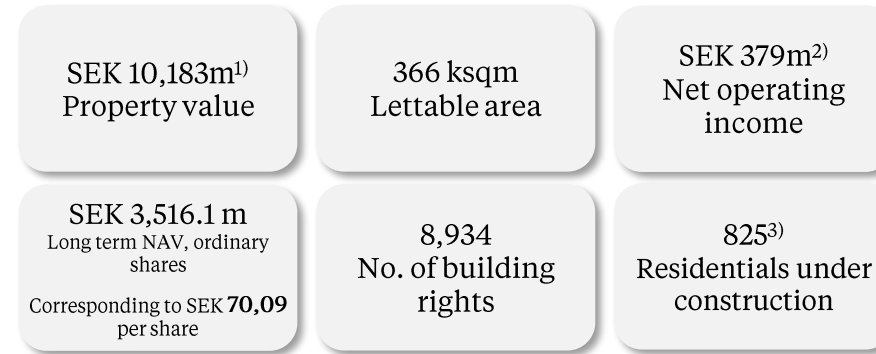 SEK 10,183m1)
Property value
366 ksqm
Lettable area
SEK 379m2)
Net operating
income
SEK 3,516.1 m
Long term NAV, ordinary
shares
Corresponding to SEK 70,09
per share
8,934
No. of building
rights
8253)
Residentials under
construction